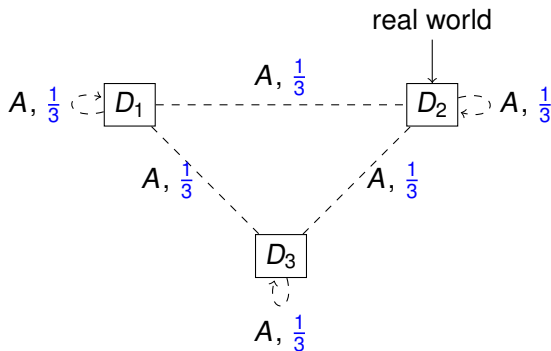 real world
A, 1/3
A, 1/3 D₁ D₂ A, 1/3
A, 1/3 A, 1/3
D₃
A, 1/3